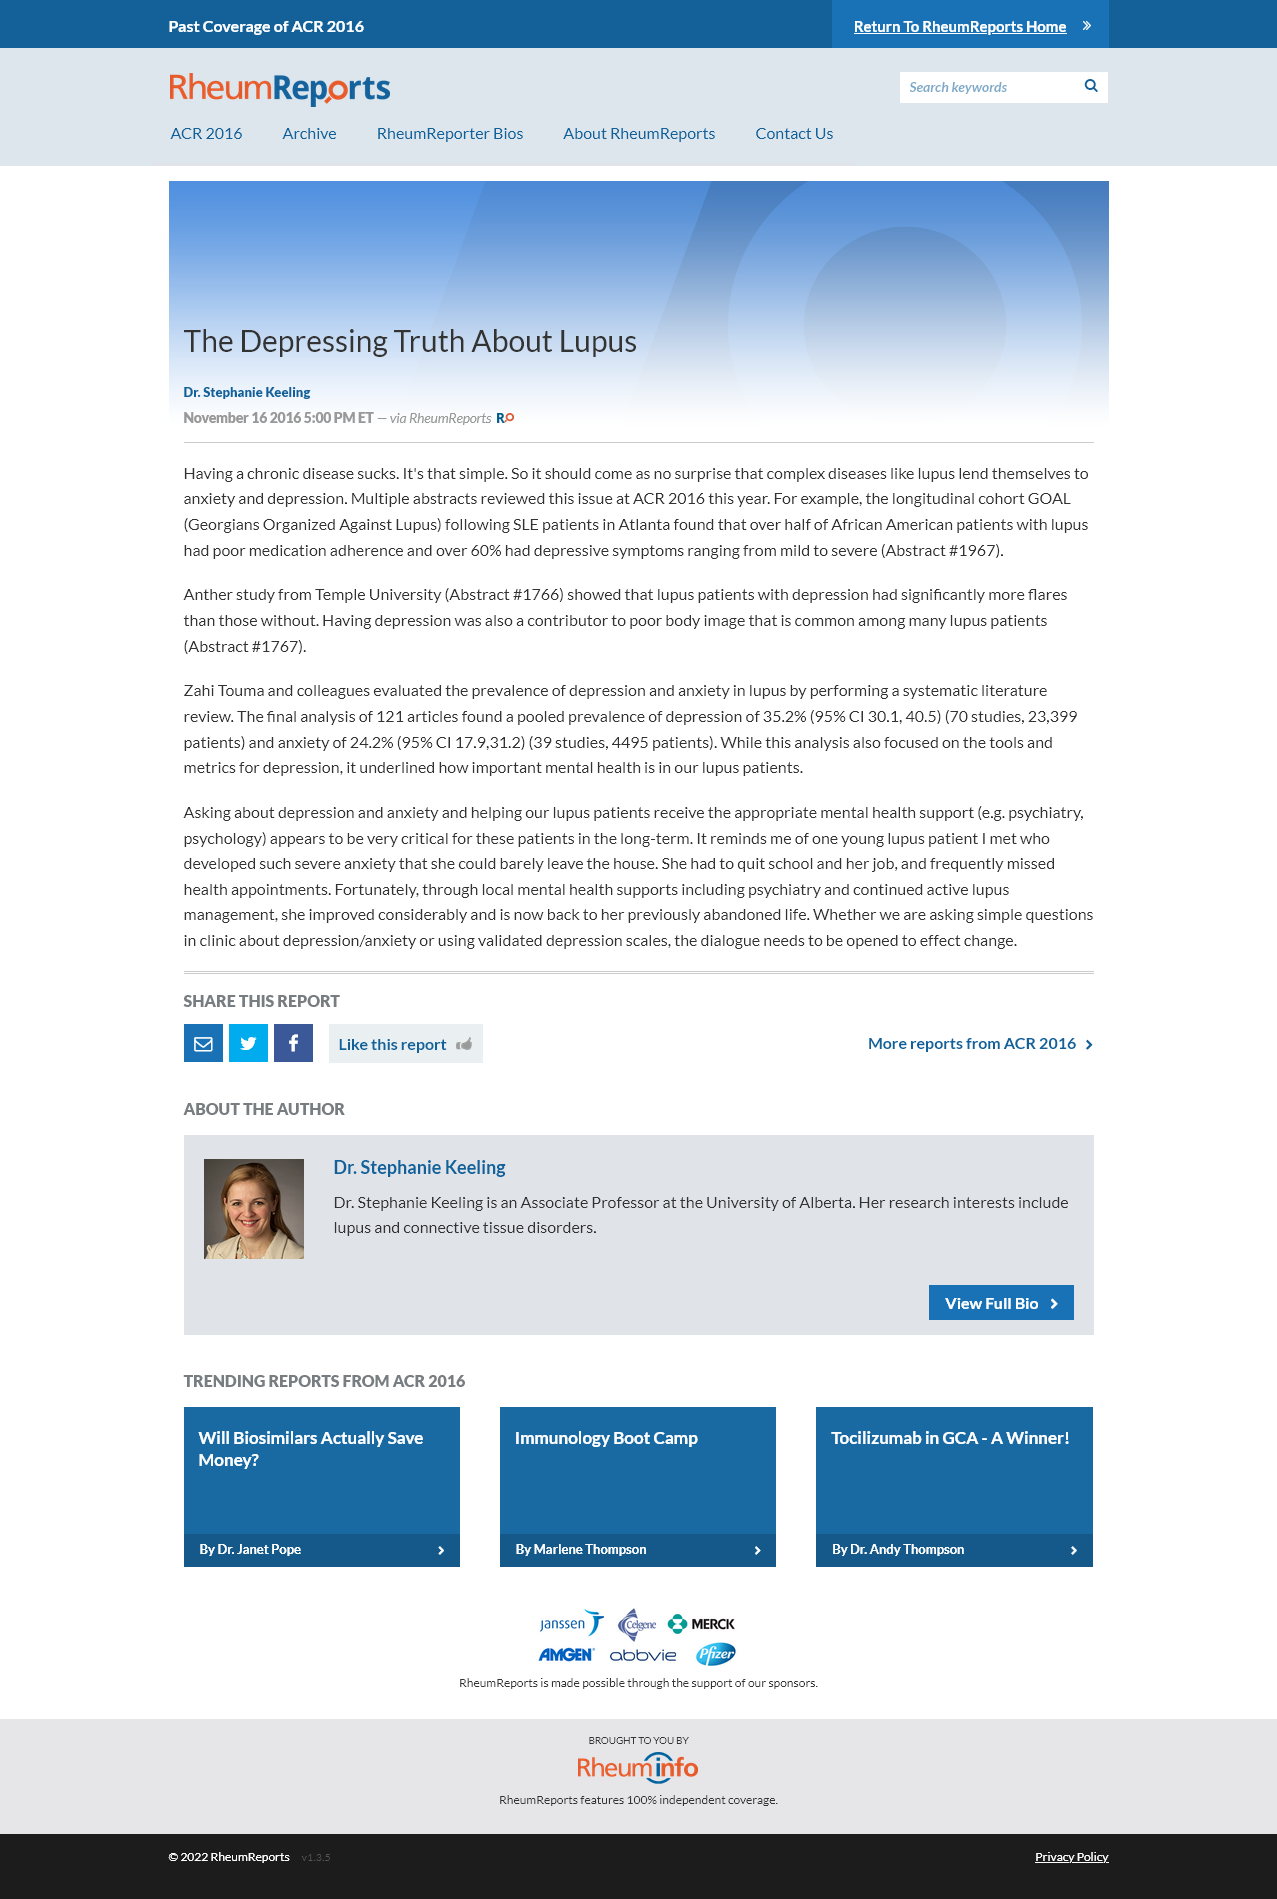 Past Coverage of ACR 2016
Return To RheumReports Home »
RheumReports
Search keywords
ACR 2016 Archive RheumReporter Bios About RheumReports Contact Us
The Depressing Truth About Lupus
Dr. Stephanie Keeling
November 16 2016 5:00 PM ET — via RheumReports RO
Having a chronic disease sucks. It's that simple. So it should come as no surprise that complex diseases like lupus lend themselves to
anxiety and depression. Multiple abstracts reviewed this issue at ACR 2016 this year. For example, the longitudinal cohort GOAL
(Georgians Organized Against Lupus) following SLE patients in Atlanta found that over half of African American patients with lupus
had poor medication adherence and over 60% had depressive symptoms ranging from mild to severe (Abstract #1967).
Anther study from Temple University (Abstract #1766) showed that lupus patients with depression had significantly more flares
than those without. Having depression was also a contributor to poor body image that is common among many lupus patients
(Abstract #1767).
Zahi Touma and colleagues evaluated the prevalence of depression and anxiety in lupus by performing a systematic literature
review. The final analysis of 121 articles found a pooled prevalence of depression of 35.2% (95% CI 30.1, 40.5) (70 studies, 23,399
patients) and anxiety of 24.2% (95% CI 17.9,31.2) (39 studies, 4495 patients). While this analysis also focused on the tools and
metrics for depression, it underlined how important mental health is in our lupus patients.
Asking about depression and anxiety and helping our lupus patients receive the appropriate mental health support (e.g. psychiatry,
psychology) appears to be very critical for these patients in the long-term. It reminds me of one young lupus patient I met who
developed such severe anxiety that she could barely leave the house. She had to quit school and her job, and frequently missed
health appointments. Fortunately, through local mental health supports including psychiatry and continued active lupus
management, she improved considerably and is now back to her previously abandoned life. Whether we are asking simple questions
in clinic about depression/anxiety or using validated depression scales, the dialogue needs to be opened to effect change.
SHARE THIS REPORT
Like this report
More reports from ACR 2016
ABOUT THE AUTHOR
Dr. Stephanie Keeling
Dr. Stephanie Keeling is an Associate Professor at the University of Alberta. Her research interests include
lupus and connective tissue disorders.
View Full Bio
TRENDING REPORTS FROM ACR 2016
Will Biosimilars Actually Save
Money?
By Dr. Janet Pope
Immunology Boot Camp
By Marlene Thompson
Tocilizumab in GCA - A Winner!
By Dr. Andy Thompson
janssen Celgene MERCK
AMGEN abbvie Pfizer
RheumReports is made possible through the support of our sponsors.
BROUGHT TO YOU BY
Rheuminfo
RheumReports features 100% independent coverage.
© 2022 RheumReports v1.3.5
Privacy Policy